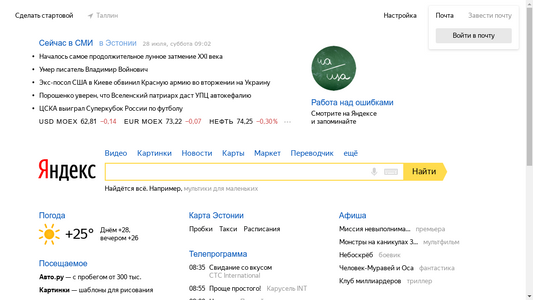 Сделать стартовой
Таллин
Настройка
Почта
Завести почту
Войти в почту
Сейчас в СМИ
в Эстонии
28 июля, суббота 09:02
Началось самое продолжительное лунное затмение XXI века
Умер писатель Владимир Войнович
Экс-посол США в Киеве обвинил Красную армию во вторжении на Украину
Порошенко уверен, что Вселенский патриарх даст УПЦ автокефалию
ЦСКА выиграл Суперкубок России по футболу
USD MOEX 62,81 −0,14 EUR MOEX 73,22 −0,07 НЕФТЬ 74,25 −0,30%
Работа над ошибками
Смотрите на Яндексе
и запоминайте
Видео Картинки Новости Карты Маркет Переводчик ещё
Яндекс
Найти
Найдётся всё. Например, мультики для маленьких
Погода
+25°
Днём +28,
вечером +26
Посещаемое
Авто.ру — с пробегом от 300 тыс.
Картинки — шаблоны для рисования
Карта Эстонии
Пробки Такси Расписания
Телепрограмма
08:35 Свидание со вкусом
CTC International
08:55 Проще простого! Карусель INT
Афиша
Миссия невыполнима... премьера
Монстры на каникулах 3... мультфильм
Небоскрёб боевик
Человек-Муравей и Оса фантастика
Клуб миллиардеров триллер